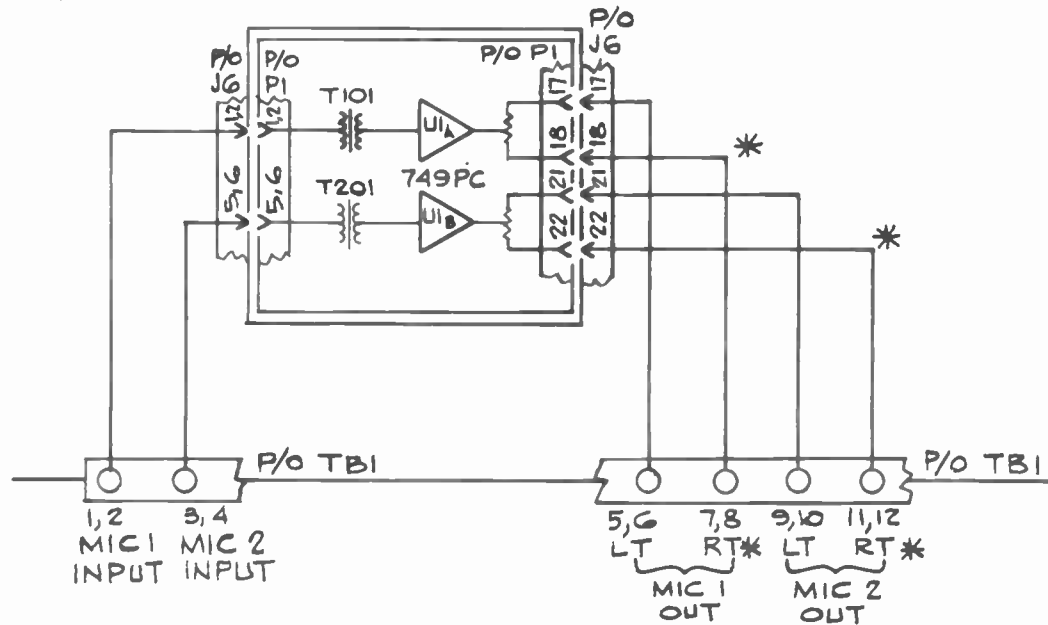 P/O
J6
P/O
P1
P/O P1
P/O
J6
1,2
1,2
T101
U1A
17
17
18
18
*
5,6
5,6
T201
749PC
U1B
21
21
22
22
*
P/O TB1
P/O TB1
1,2
3,4
5,6
7,8
9,10
11,12
MIC 1
INPUT
MIC 2
INPUT
LT
RT*
LT
RT *
MIC 1
OUT
MIC 2
OUT